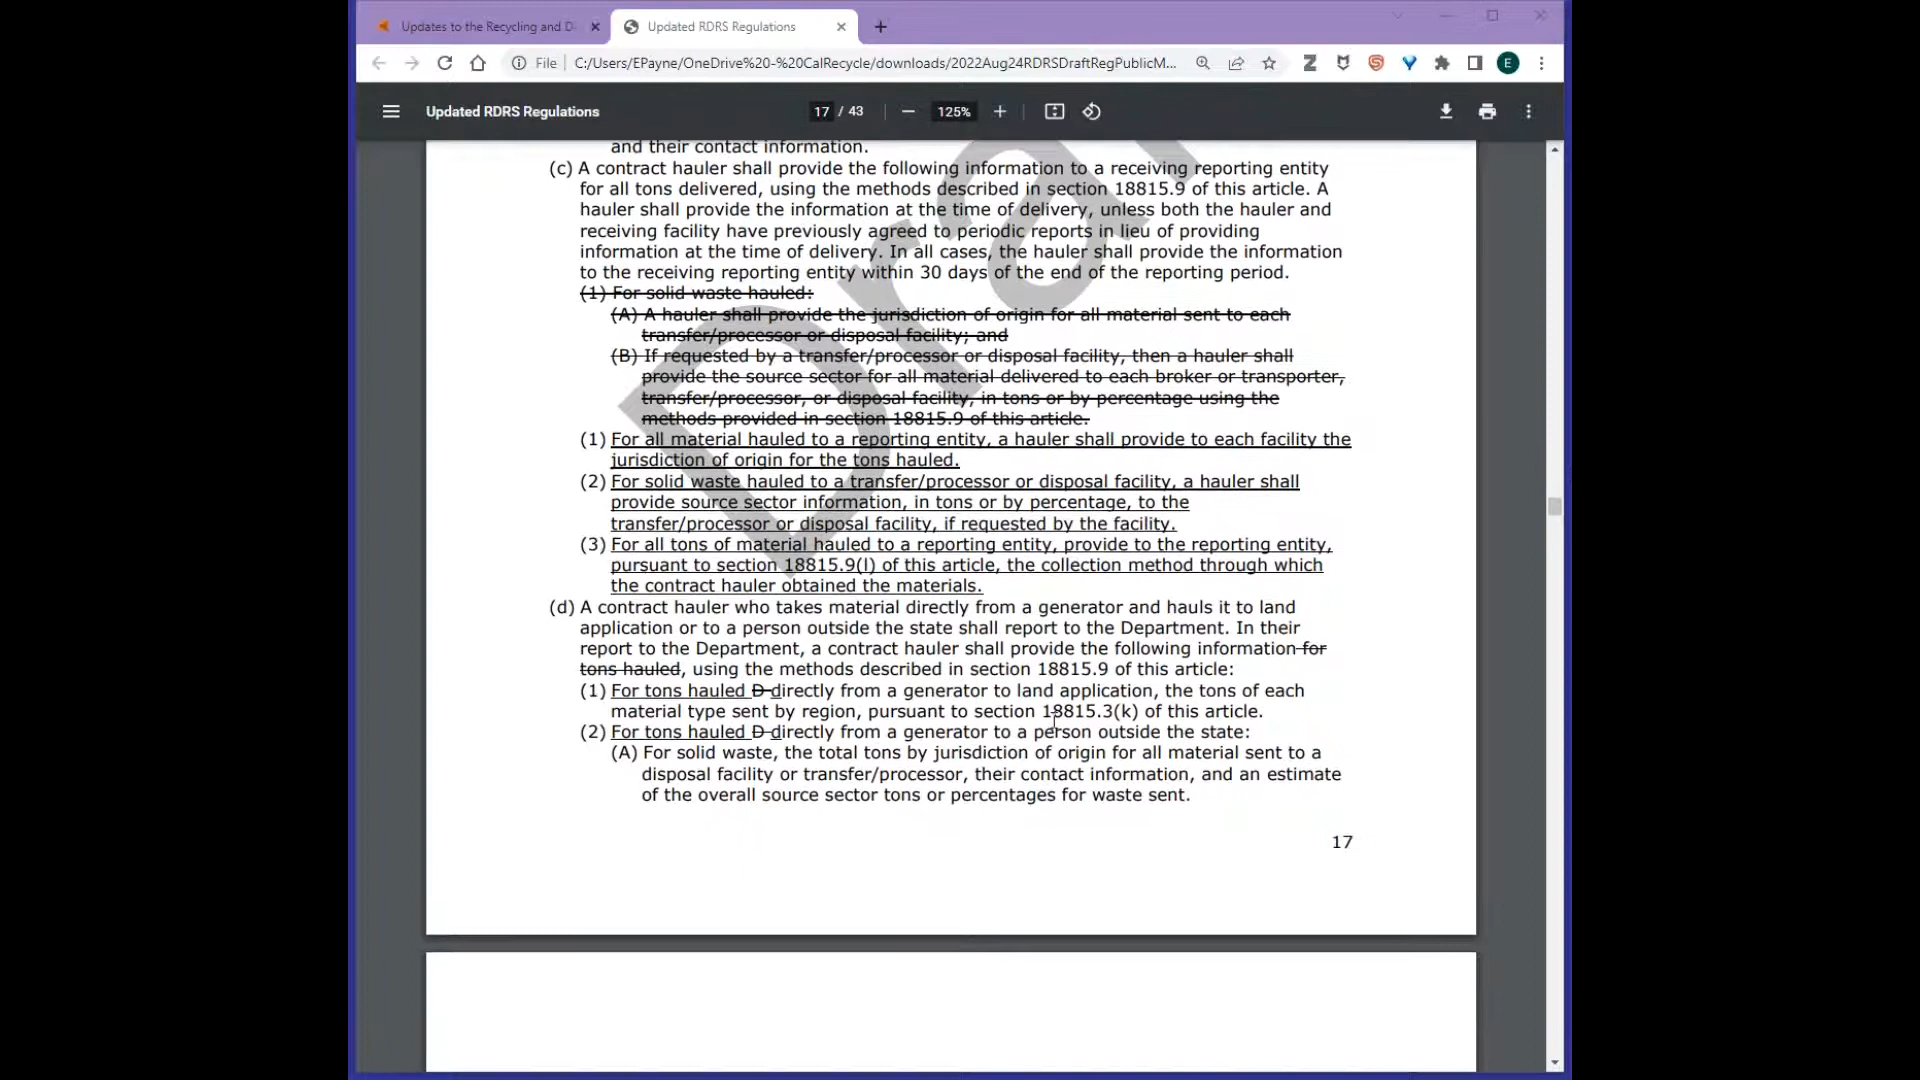 Updates to the Recycling and D
Updated RDRS Regulations
File
C:/Users/EPayne/OneDrive%20-%20CalRecycle/downloads/2022Aug24RDRSDraftRegPublicM...
E
Updated RDRS Regulations
17 / 43
125%
Draf
and their contact information.
(c) A contract hauler shall provide the following information to a receiving reporting entity
for all tons delivered, using the methods described in section 18815.9 of this article. A
hauler shall provide the information at the time of delivery, unless both the hauler and
receiving facility have previously agreed to periodic reports in lieu of providing
information at the time of delivery. In all cases, the hauler shall provide the information
to the receiving reporting entity within 30 days of the end of the reporting period.
(1) For solid waste hauled:
(A) A hauler shall provide the jurisdiction of origin for all material sent to each
transfer/processor or disposal facility; and
(B) If requested by a transfer/processor or disposal facility, then a hauler shall
provide the source sector for all material delivered to each broker or transporter,
transfer/processor, or disposal facility, in tons or by percentage using the
methods provided in section 18815.9 of this article.
(1) For all material hauled to a reporting entity, a hauler shall provide to each facility the
jurisdiction of origin for the tons hauled.
(2) For solid waste hauled to a transfer/processor or disposal facility, a hauler shall
provide source sector information, in tons or by percentage, to the
transfer/processor or disposal facility, if requested by the facility.
(3) For all tons of material hauled to a reporting entity, provide to the reporting entity,
pursuant to section 18815.9(l) of this article, the collection method through which
the contract hauler obtained the materials.
(d) A contract hauler who takes material directly from a generator and hauls it to land
application or to a person outside the state shall report to the Department. In their
report to the Department, a contract hauler shall provide the following information for
tons hauled, using the methods described in section 18815.9 of this article:
(1) For tons hauled D directly from a generator to land application, the tons of each
material type sent by region, pursuant to section 18815.3(k) of this article.
(2) For tons hauled D directly from a generator to a person outside the state:
(A) For solid waste, the total tons by jurisdiction of origin for all material sent to a
disposal facility or transfer/processor, their contact information, and an estimate
of the overall source sector tons or percentages for waste sent.
17